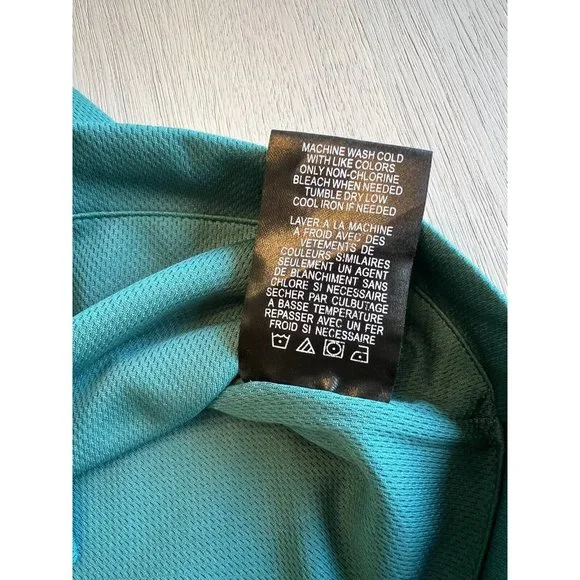 MACHINE WASH COLD
WITH LIKE COLORS
ONLY NON-CHLORINE
BLEACH WHEN NEEDED
TUMBLE DRY LOW
COOL IRON IF NEEDED
LAVER A LA MACHINE
A FROID AVEC DES
VETEMENTS DE
COULEURS SIMILAIRES
SEULEMENT UN AGENT
DE BLANCHIMENT SANS
CHLORE SI NECESSAIRE
SECHER PAR CULBUTAGE
A BASSE TEMPERATURE
REPASSER AVEC UN FER
FROID SI NECESSAIRE